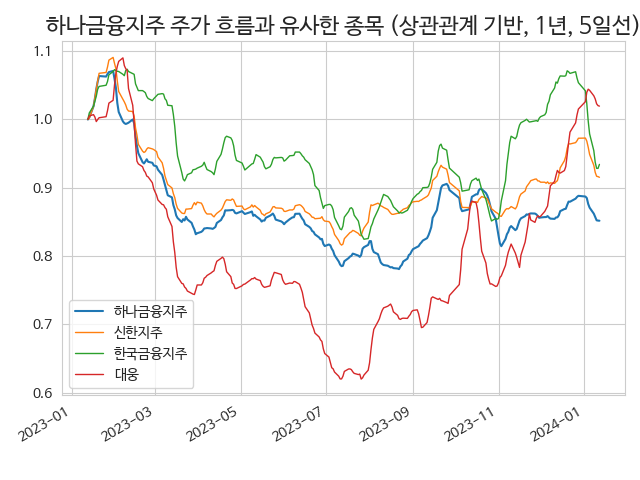 하나금융지주 주가 흐름과 유사한 종목 (상관관계 기반, 1년, 5일선)
1.1
1.0
0.9
0.8
0.7
0.6
하나금융지주
신한지주
한국금융지주
대웅
2023-01
2023-03
2023-05
2023-07
2023-09
2023-11
2024-01